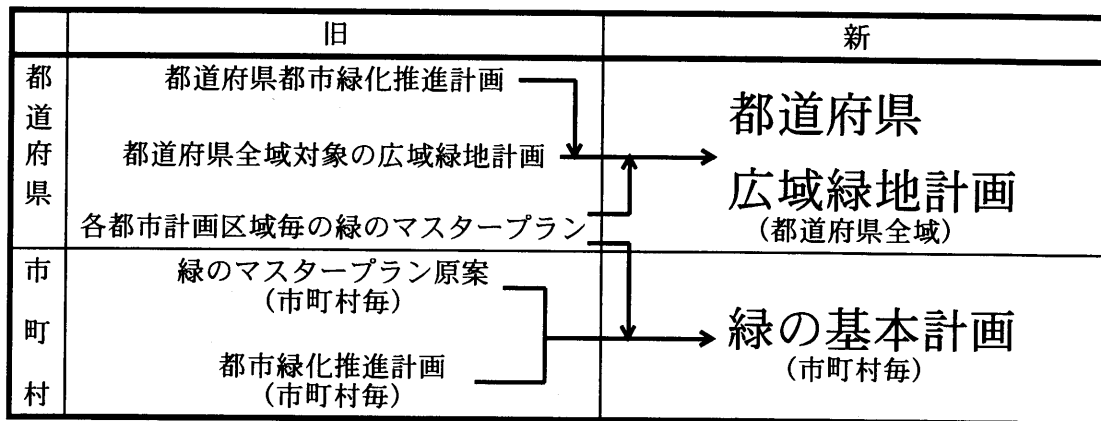 旧
新
都道府県
都道府県都市緑化推進計画
都道府県全域対象の広域緑地計画
各都市計画区域毎の緑のマスタープラン
都道府県
広域緑地計画
(都道府県全域)
市町村
緑のマスタープラン原案
(市町村毎)
都市緑化推進計画
(市町村毎)
緑の基本計画
(市町村毎)